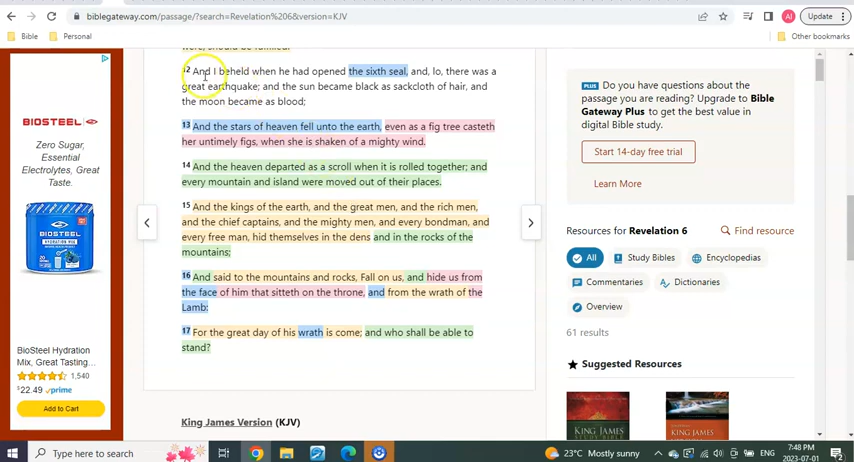 biblegateway.com/passage/?search=Revelation%206&version=KJV
AI
Update
Bible
Personal
Other bookmarks
were, should be fulfilled.
12 And I beheld when he had opened the sixth seal, and, lo, there was a
great earthquake; and the sun became black as sackcloth of hair, and
the moon became as blood;
13 And the stars of heaven fell unto the earth, even as a fig tree casteth
her untimely figs, when she is shaken of a mighty wind.
14 And the heaven departed as a scroll when it is rolled together; and
every mountain and island were moved out of their places.
15 And the kings of the earth, and the great men, and the rich men,
and the chief captains, and the mighty men, and every bondman, and
every free man, hid themselves in the dens and in the rocks of the
mountains;
16 And said to the mountains and rocks, Fall on us, and hide us from
the face of him that sitteth on the throne, and from the wrath of the
Lamb:
17 For the great day of his wrath is come; and who shall be able to
stand?
King James Version (KJV)
BIOSTEEL
Zero Sugar,
Essential
Electrolytes, Great
Taste.
BIOSTEEL
HYDRATION
MIX
BioSteel Hydration
Mix, Great Tasting...
1,540
$22.49 prime
Add to Cart
PLUS Do you have questions about the
passage you are reading? Upgrade to Bible
Gateway Plus to get the best value in
digital Bible study.
Start 14-day free trial
Learn More
Resources for Revelation 6
Find resource
All
Study Bibles
Encyclopedias
Commentaries
Dictionaries
Overview
61 results
Suggested Resources
KING JAMES
KING JAMES
Type here to search
23°C Mostly sunny
ENG
7:48 PM
2023-07-01
2